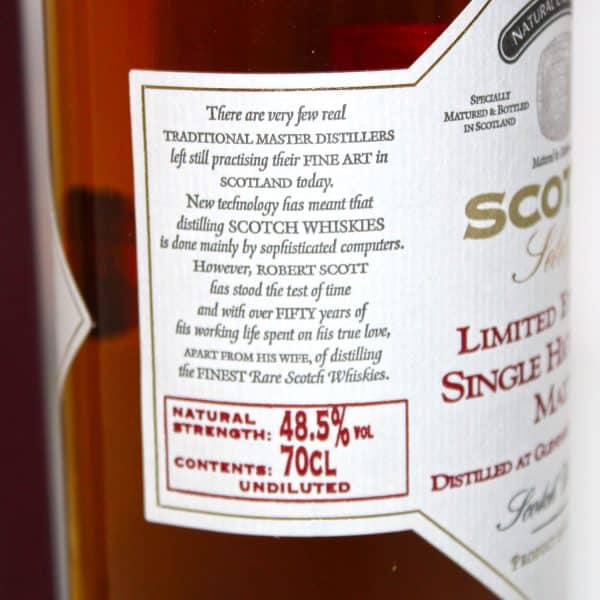 There are very few real
TRADITIONAL MASTER DISTILLERS
left still practising their FINE ART in
SCOTLAND today.
New technology has meant that
distilling SCOTCH WHISKIES
is done mainly by sophisticated computers.
However, ROBERT SCOTT
has stood the test of time
and with over FIFTY years of
his working life spent on his true love,
APART FROM HIS WIFE, of distilling
the FINEST Rare Scotch Whiskies.
NATURAL
STRENGTH: 48.5% VOL
CONTENTS: 70CL
UNDILUTED
NATURAL
SPECIALLY
MATURED & BOTTLED
IN SCOTLAND
Matured in
SCOT
LIMITED
SINGLE
DISTILLED AT
Scotch